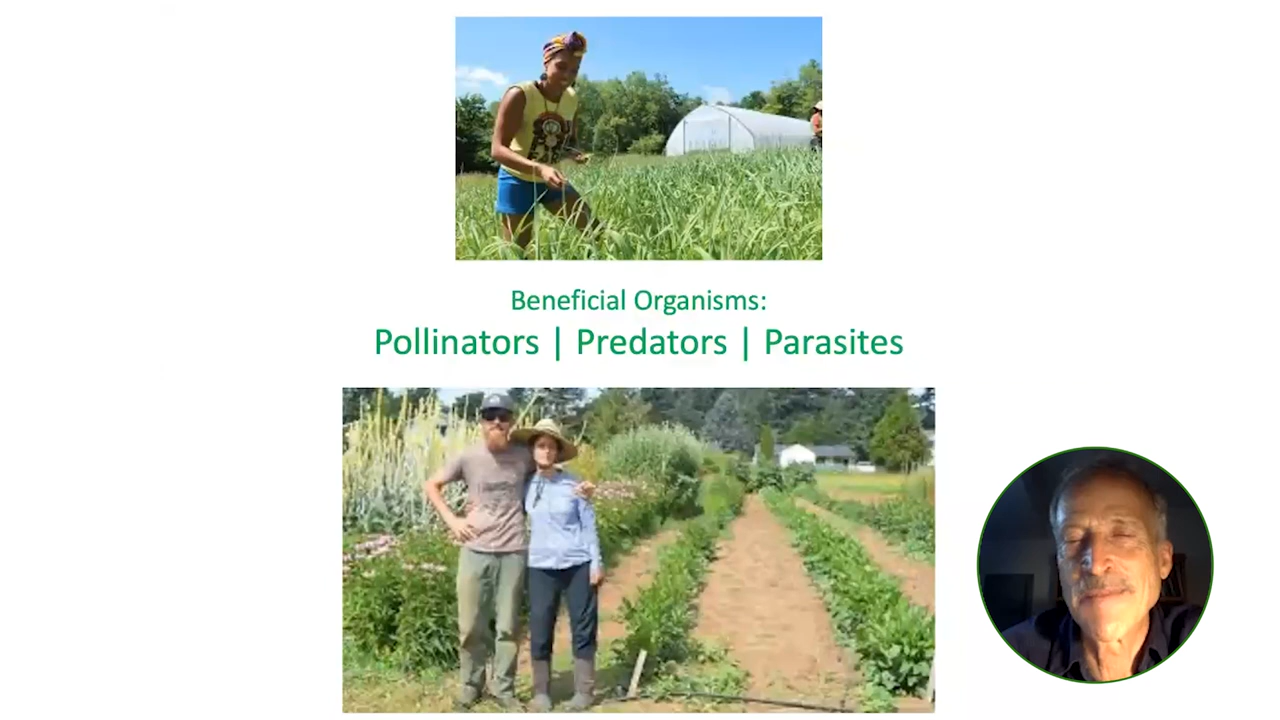 Beneficial Organisms:
Pollinators | Predators | Parasites